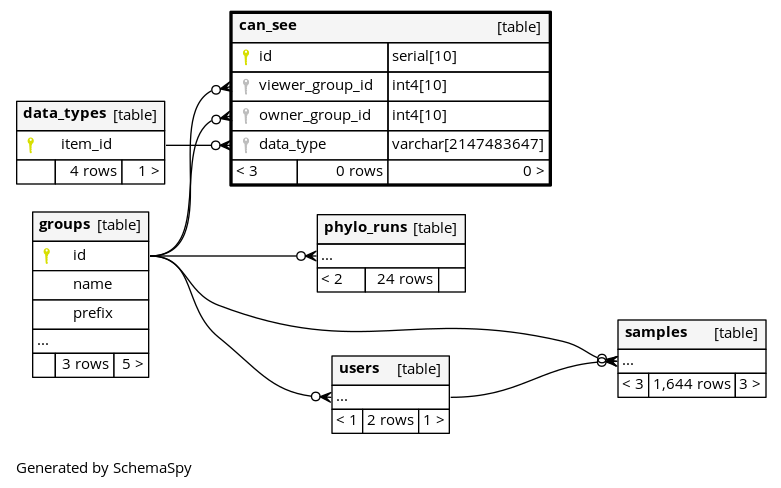 can_see [table]
id serial[10]
viewer_group_id int4[10]
owner_group_id int4[10]
data_type varchar[2147483647]
< 3 0 rows 0 >
data_types [table]
item_id
4 rows 1 >
groups [table]
id
name
prefix
...
3 rows 5 >
phylo_runs [table]
...
< 2 24 rows
samples [table]
...
< 3 1,644 rows 3 >
users [table]
...
< 1 2 rows 1 >
Generated by SchemaSpy